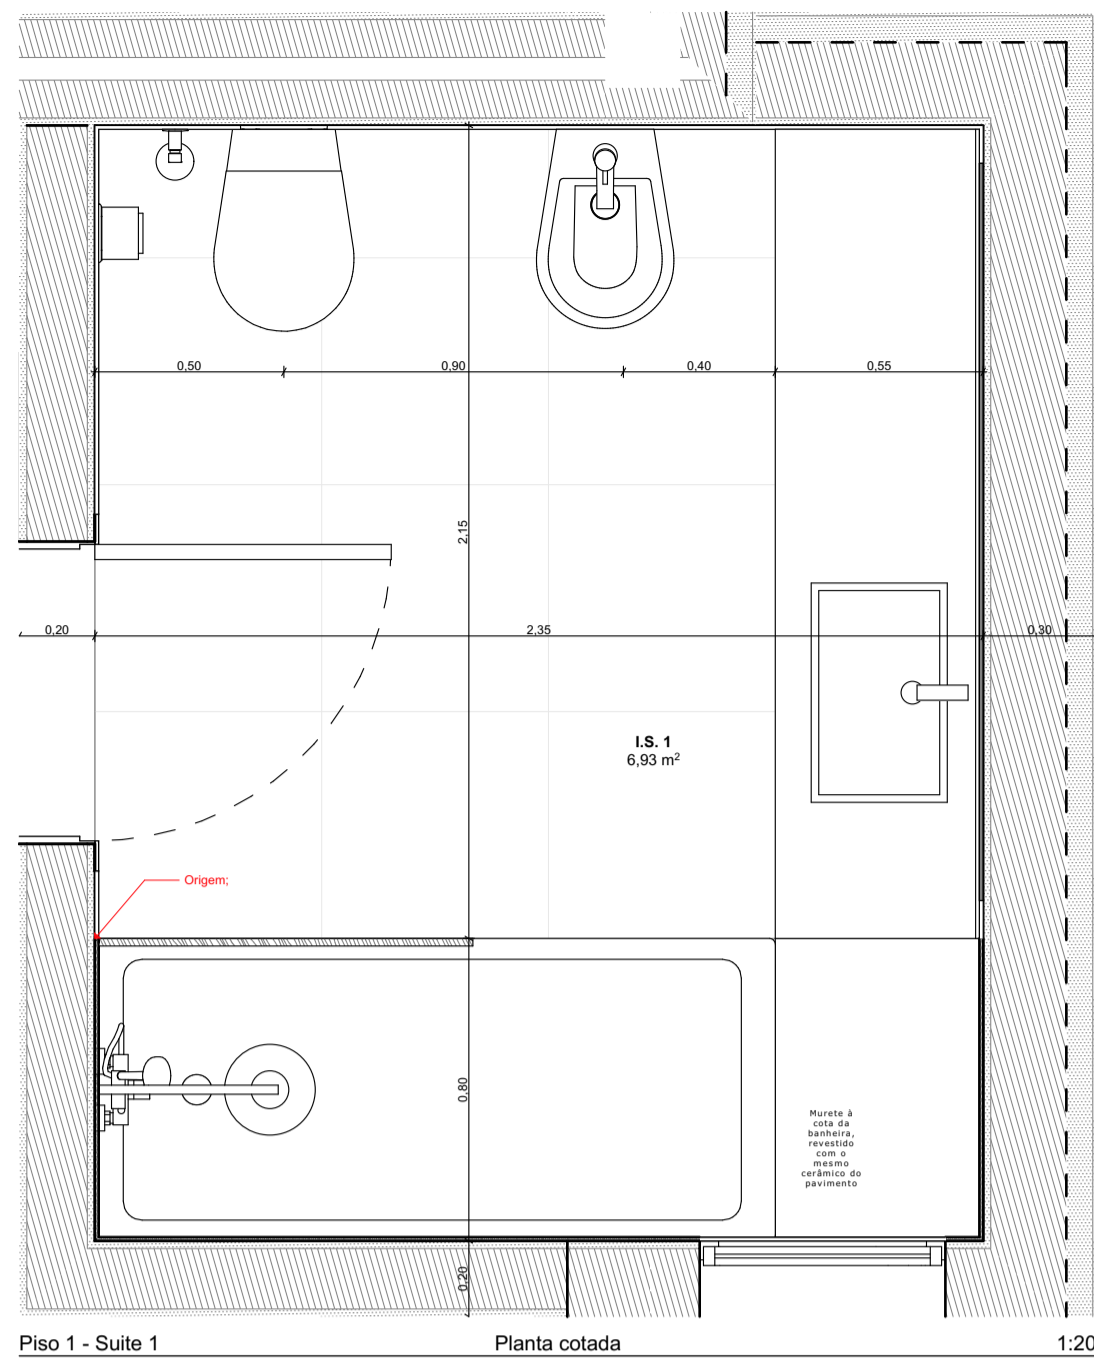 0,50
0,90
0,40
0,55
2,15
0,20
2,35
0,30
I.S. 1
6,93 m²
Origem;
0,80
Murete à
cota da
banheira,
revestido
com o
mesmo
cerâmico do
pavimento
0,20
Piso 1 - Suite 1
Planta cotada
1:20